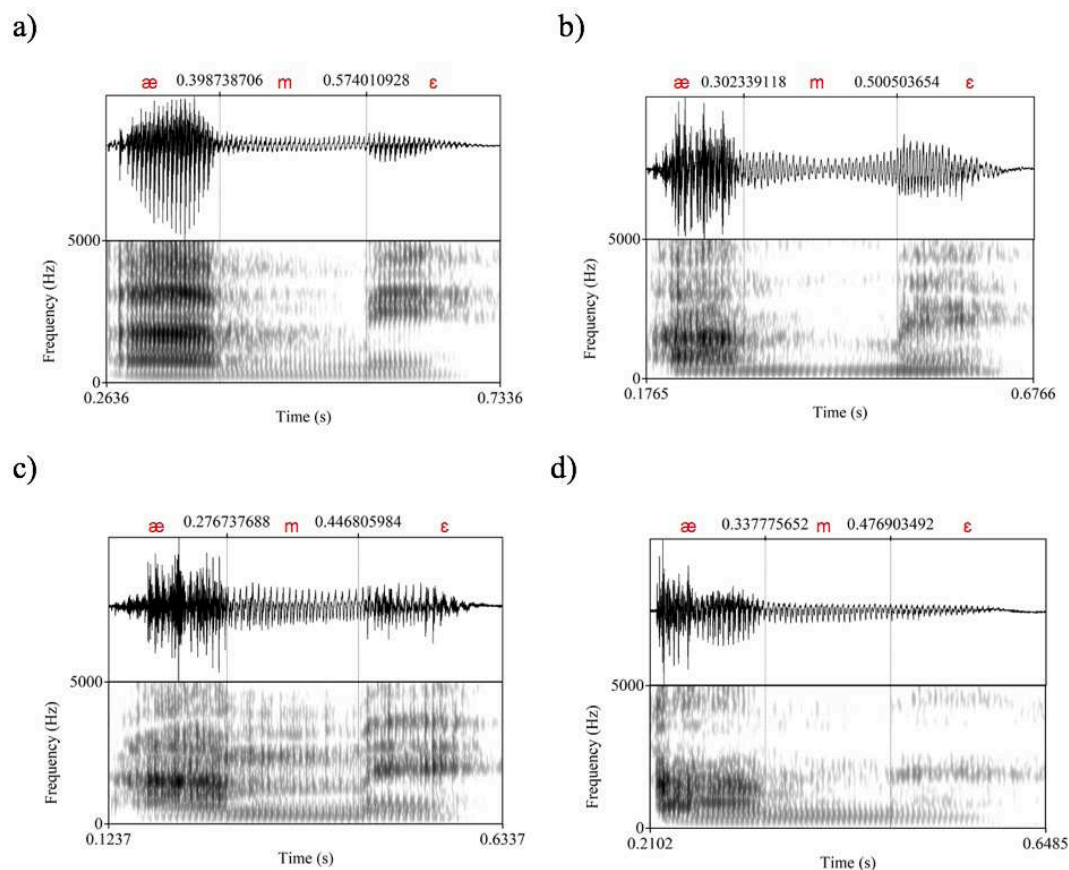 a)
æ 0.398738706 m 0.574010928 ε
5000
Frequency (Hz)
0
0.2636 0.7336
Time (s)
b)
æ 0.302339118 m 0.500503654 ε
5000
Frequency (Hz)
0
0.1765 0.6766
Time (s)
c)
æ 0.276737688 m 0.446805984 ε
5000
Frequency (Hz)
0
0.1237 0.6337
Time (s)
d)
æ 0.337775652 m 0.476903492 ε
5000
Frequency (Hz)
0
0.2102 0.6485
Time (s)